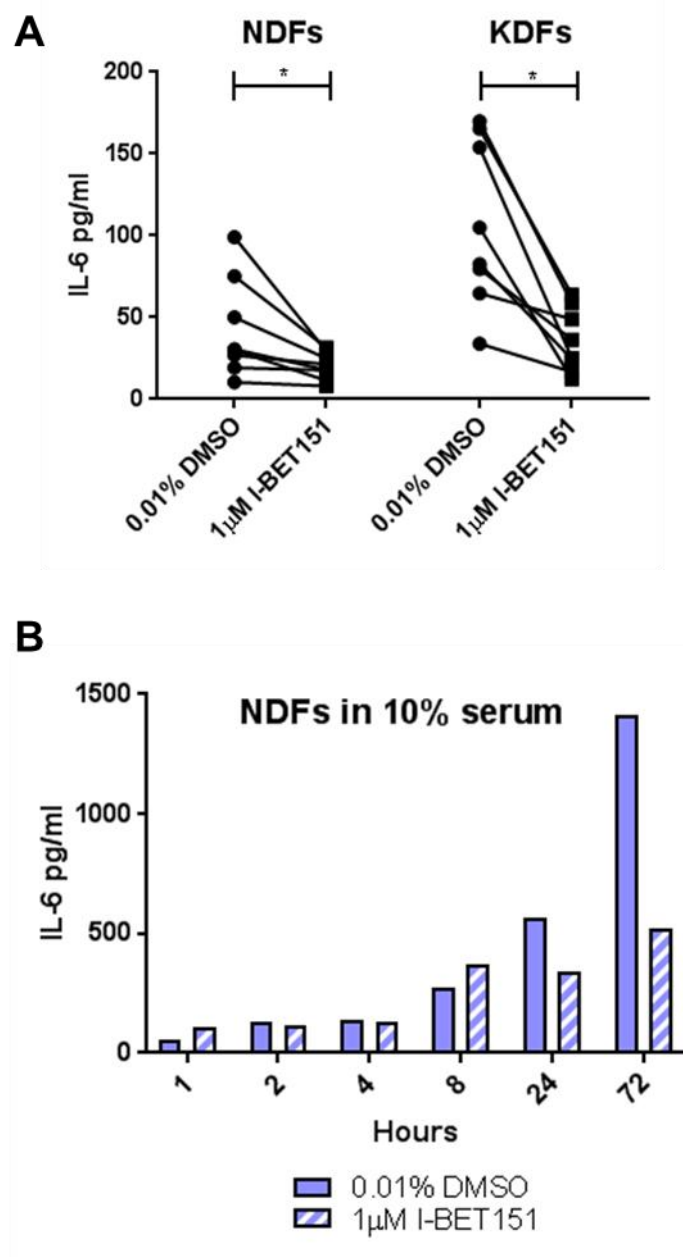 A
NDFs KDFs
* *
200
150
100
50
0
IL-6 pg/ml
0.01% DMSO
1µM I-BET151
0.01% DMSO
1µM I-BET151
B
NDFs in 10% serum
1500
1000
500
0
IL-6 pg/ml
1 2 4 8 24 72
Hours
0.01% DMSO
1µM I-BET151